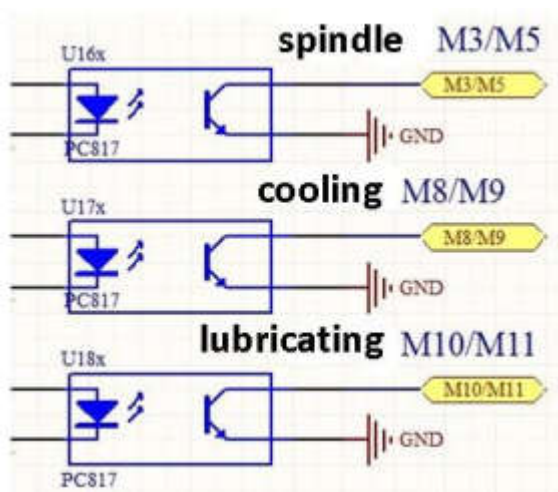 spindle M3/M5
U16x
M3/M5
GND
PC817
cooling M8/M9
U17x
M8/M9
GND
PC817
lubricating M10/M11
U18x
M10/M11
GND
PC817